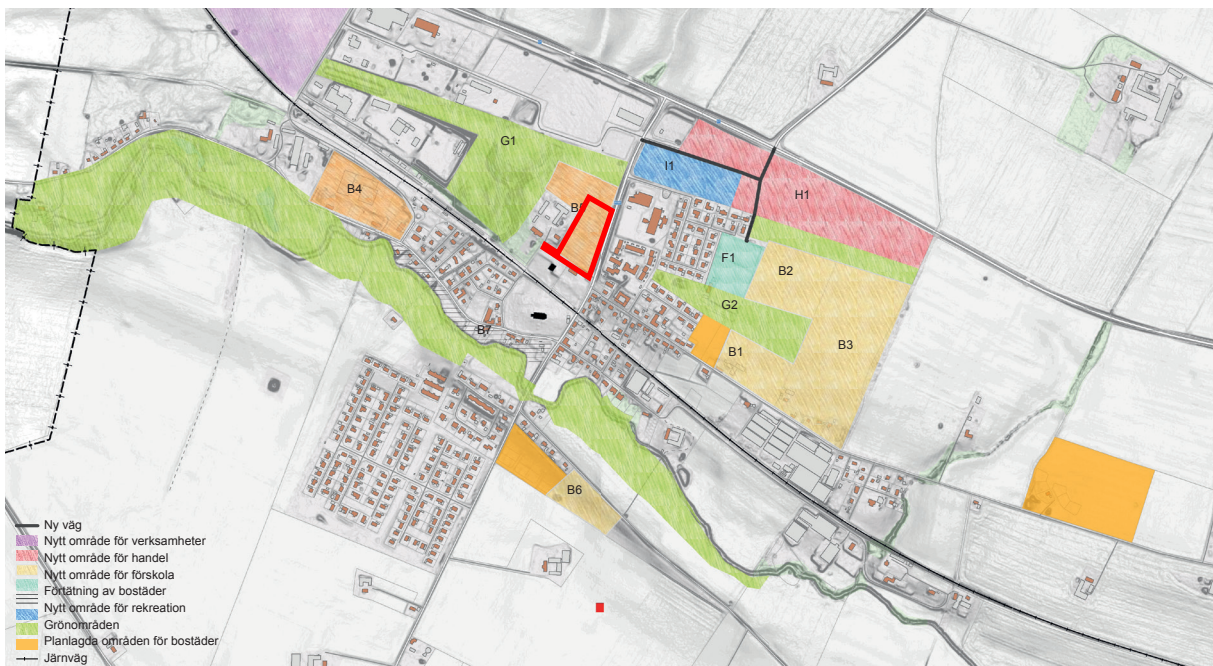 G1
I1
H1
B4
B5
F1
B2
G2
B7
B1
B3
B6
Ny väg
Nytt område för verksamheter
Nytt område för handel
Nytt område för förskola
Förtätning av bostäder
Nytt område för rekreation
Grönområden
Planlagda områden för bostäder
Järnväg